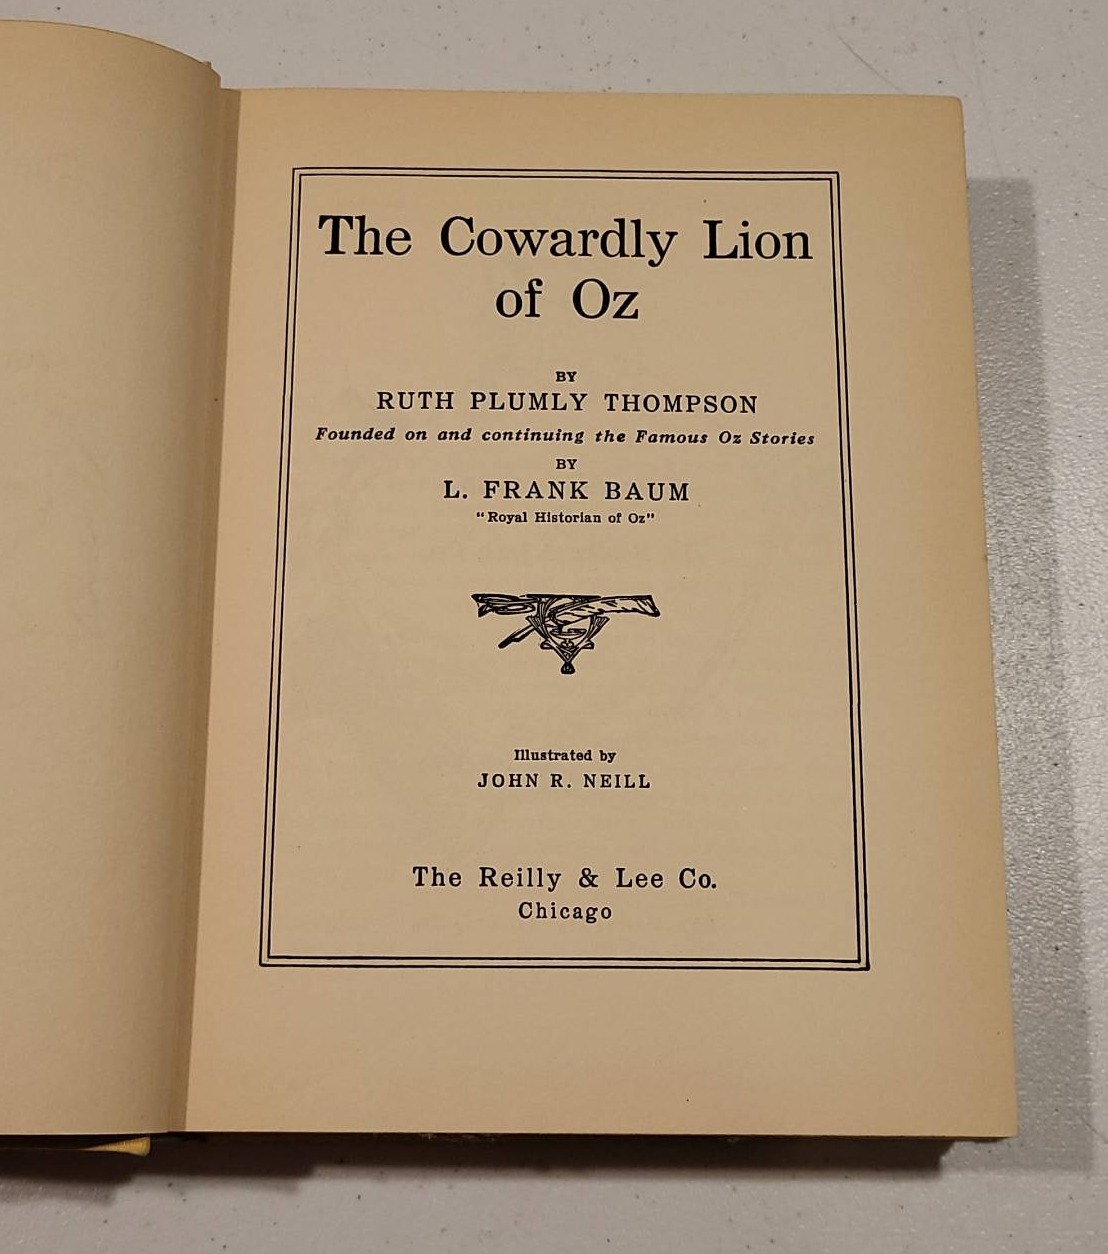 The Cowardly Lion
of Oz
BY
RUTH PLUMLY THOMPSON
Founded on and continuing the Famous Oz Stories
BY
L. FRANK BAUM
"Royal Historian of Oz"
Illustrated by
JOHN R. NEILL
The Reilly & Lee Co.
Chicago